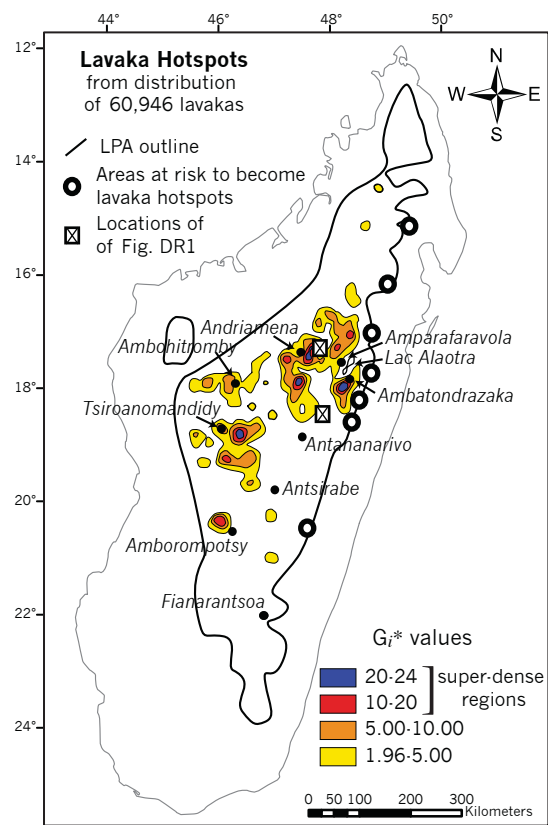 44°
46°
48°
50°
12°
14°
16°
18°
20°
22°
24°
Lavaka Hotspots
from distribution
of 60,946 lavakas
LPA outline
Areas at risk to become
lavaka hotspots
Locations of
of Fig. DR1
N
W
E
S
Andriamena
Ambohitromby
Amparafaravola
Lac Alaotra
Tsiroanomandidy
Ambatondrazaka
Antananarivo
Antsirabe
Amborompotsy
Fianarantsoa
Gi* values
20-24
10-20
super-dense
regions
5.00-10.00
1.96-5.00
0 50 100 200 300
Kilometers